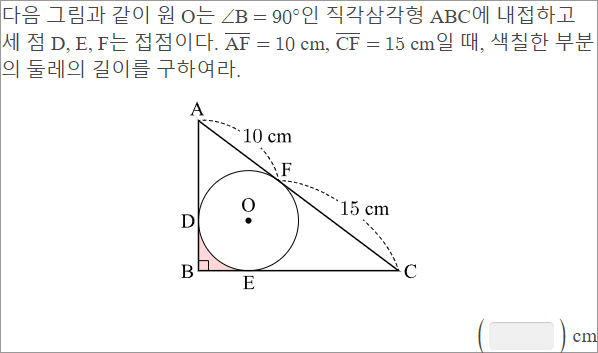 다음 그림과 같이 원 O는 ∠B = 90°인 직각삼각형 ABC에 내접하고
세 점 D, E, F는 접점이다. \overline{AF} = 10 cm, \overline{CF} = 15 cm일 때, 색칠한 부분
의 둘레의 길이를 구하여라.
A
10 cm
F
15 cm
O
D
B
E
C
( ) cm